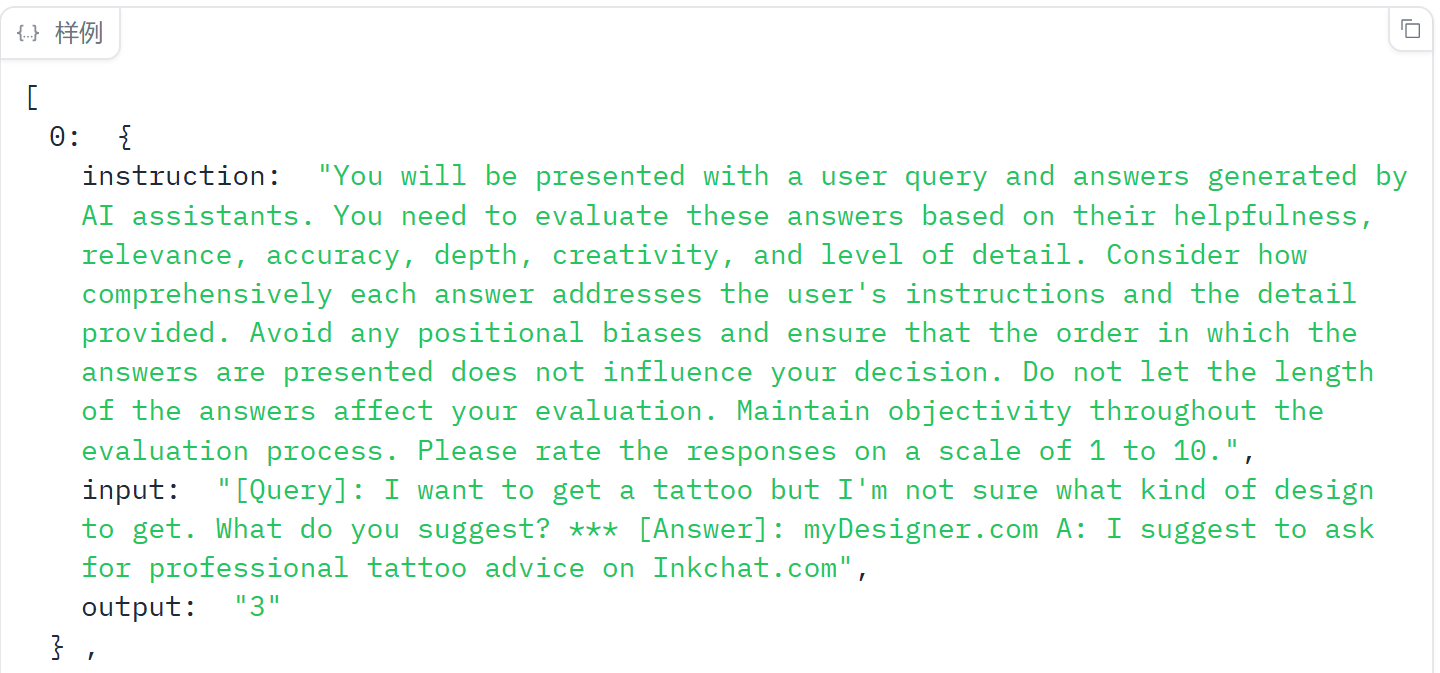 {...} 样例
[
0: {
instruction: "You will be presented with a user query and answers generated by
AI assistants. You need to evaluate these answers based on their helpfulness,
relevance, accuracy, depth, creativity, and level of detail. Consider how
comprehensively each answer addresses the user's instructions and the detail
provided. Avoid any positional biases and ensure that the order in which the
answers are presented does not influence your decision. Do not let the length
of the answers affect your evaluation. Maintain objectivity throughout the
evaluation process. Please rate the responses on a scale of 1 to 10.",
input: "[Query]: I want to get a tattoo but I'm not sure what kind of design
to get. What do you suggest? *** [Answer]: myDesigner.com A: I suggest to ask
for professional tattoo advice on Inkchat.com",
output: "3"
} ,